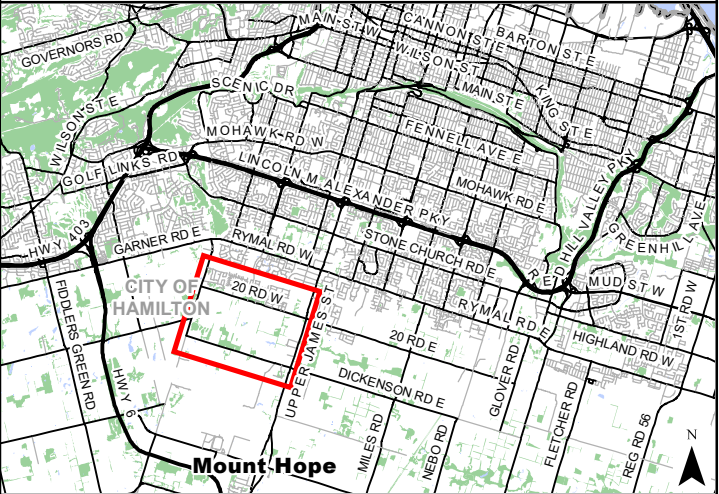 MAIN ST W
CANNON ST E
BARTON ST E
GOVERNORS RD
WILSON ST
MAIN ST E
KING ST E
SCENIC DR
WILSON ST E
MOHAWK RD W
FENNELL AVE E
GOLF LINKS RD
LINCOLN M ALEXANDER PKY
MOHAWK RD E
RED HILL VALLEY PKY
GREENHILL AVE
HWY 403
GARNER RD E
RYMAL RD W
STONE CHURCH RD E
MUD ST W
CITY OF
HAMILTON
20 RD W
RYMAL RD E
1ST RD W
FIDDLERS GREEN RD
20 RD E
HIGHLAND RD W
HWY 6
UPPER JAMES ST
DICKENSON RD E
GLOVER RD
FLETCHER RD
MILES RD
NEBO RD
REG RD 56
N
Mount Hope